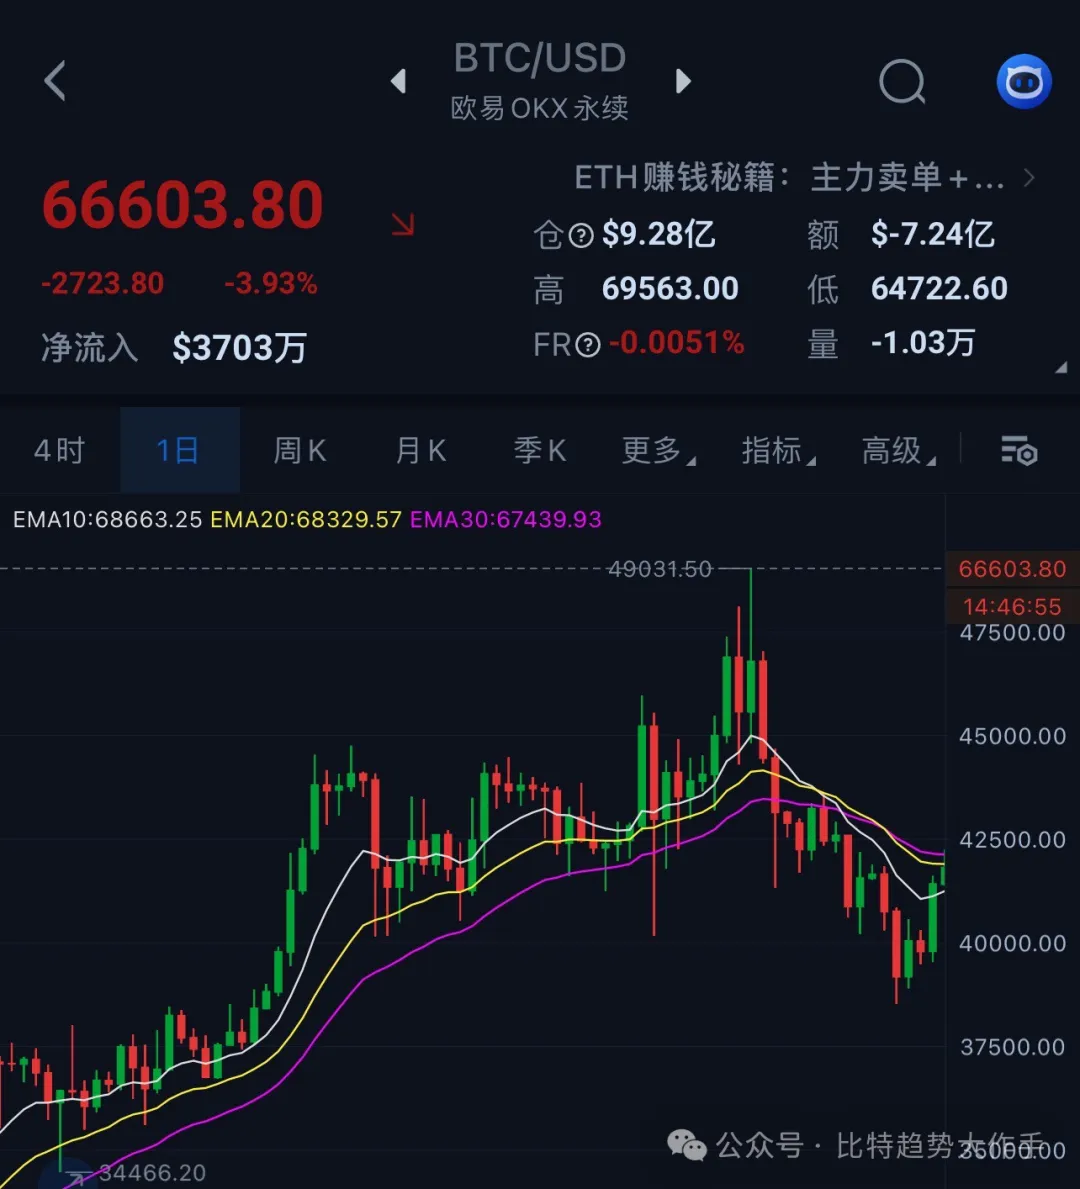 BTC/USD
欧易OKX永续
66603.80
-2723.80 -3.93%
净流入 $3703万
ETH赚钱秘籍：主力卖单+...
仓 $9.28亿 额 $-7.24亿
高 69563.00 低 64722.60
FR -0.0051% 量 -1.03万
4时 1日 周K 月K 季K 更多 指标 高级
EMA10:68663.25 EMA20:68329.57 EMA30:67439.93
49031.50
66603.80
14:46:55
47500.00
45000.00
42500.00
40000.00
37500.00
35000.00
34466.20
公众号 · 比特趋势大作手